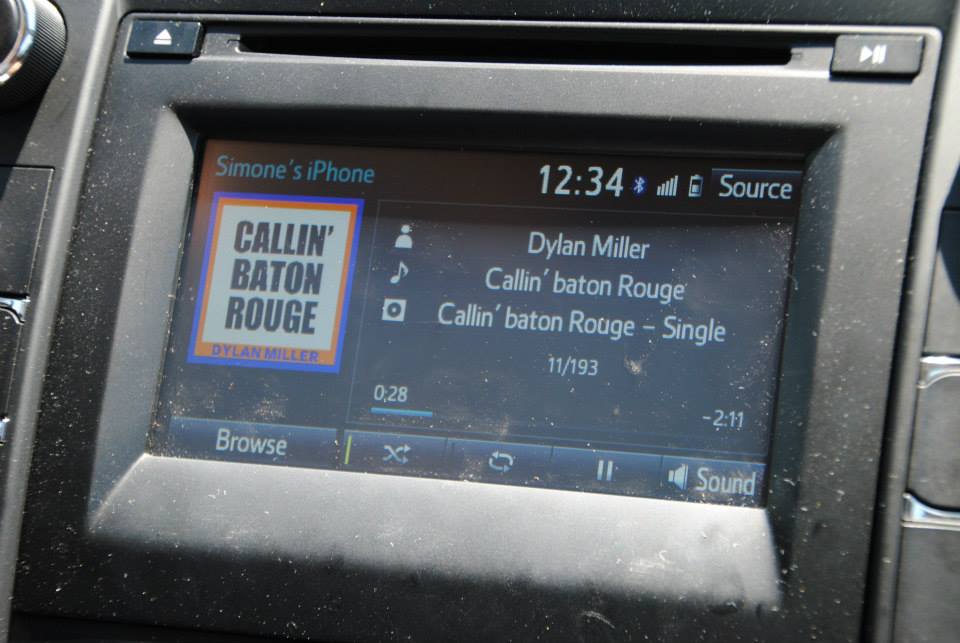 Simone's iPhone
12:34
Source
CALLIN'
BATON
ROUGE
DYLAN MILLER
Dylan Miller
Callin' baton Rouge
Callin' baton Rouge – Single
11/193
0:28
-2:11
Browse
Sound